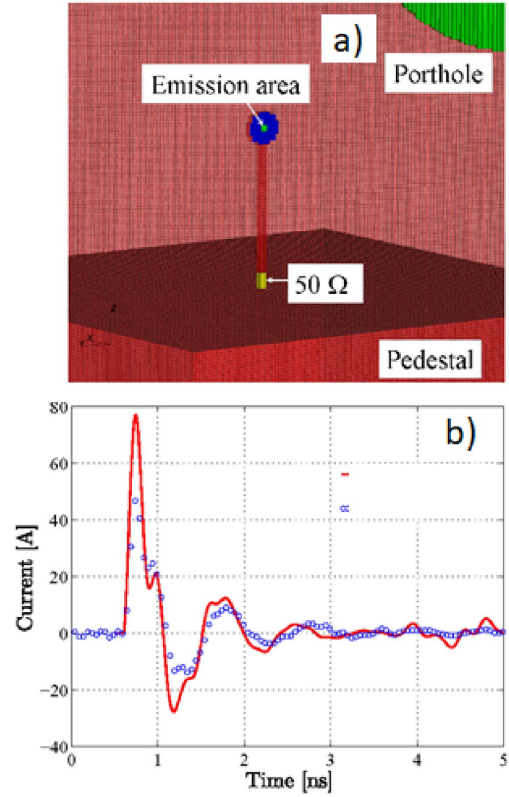 a)
Porthole
Emission area
50 Ω
z
x
Pedestal
b)
80
60
40
20
0
−20
−40
Current [A]
0 1 2 3 4 5
Time [ns]